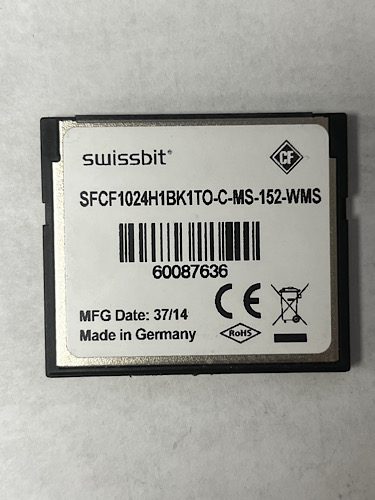 swissbit®
CF
SFCF1024H1BK1TO-C-MS-152-WMS
60087636
MFG Date: 37/14
Made in Germany
CE
RoHS